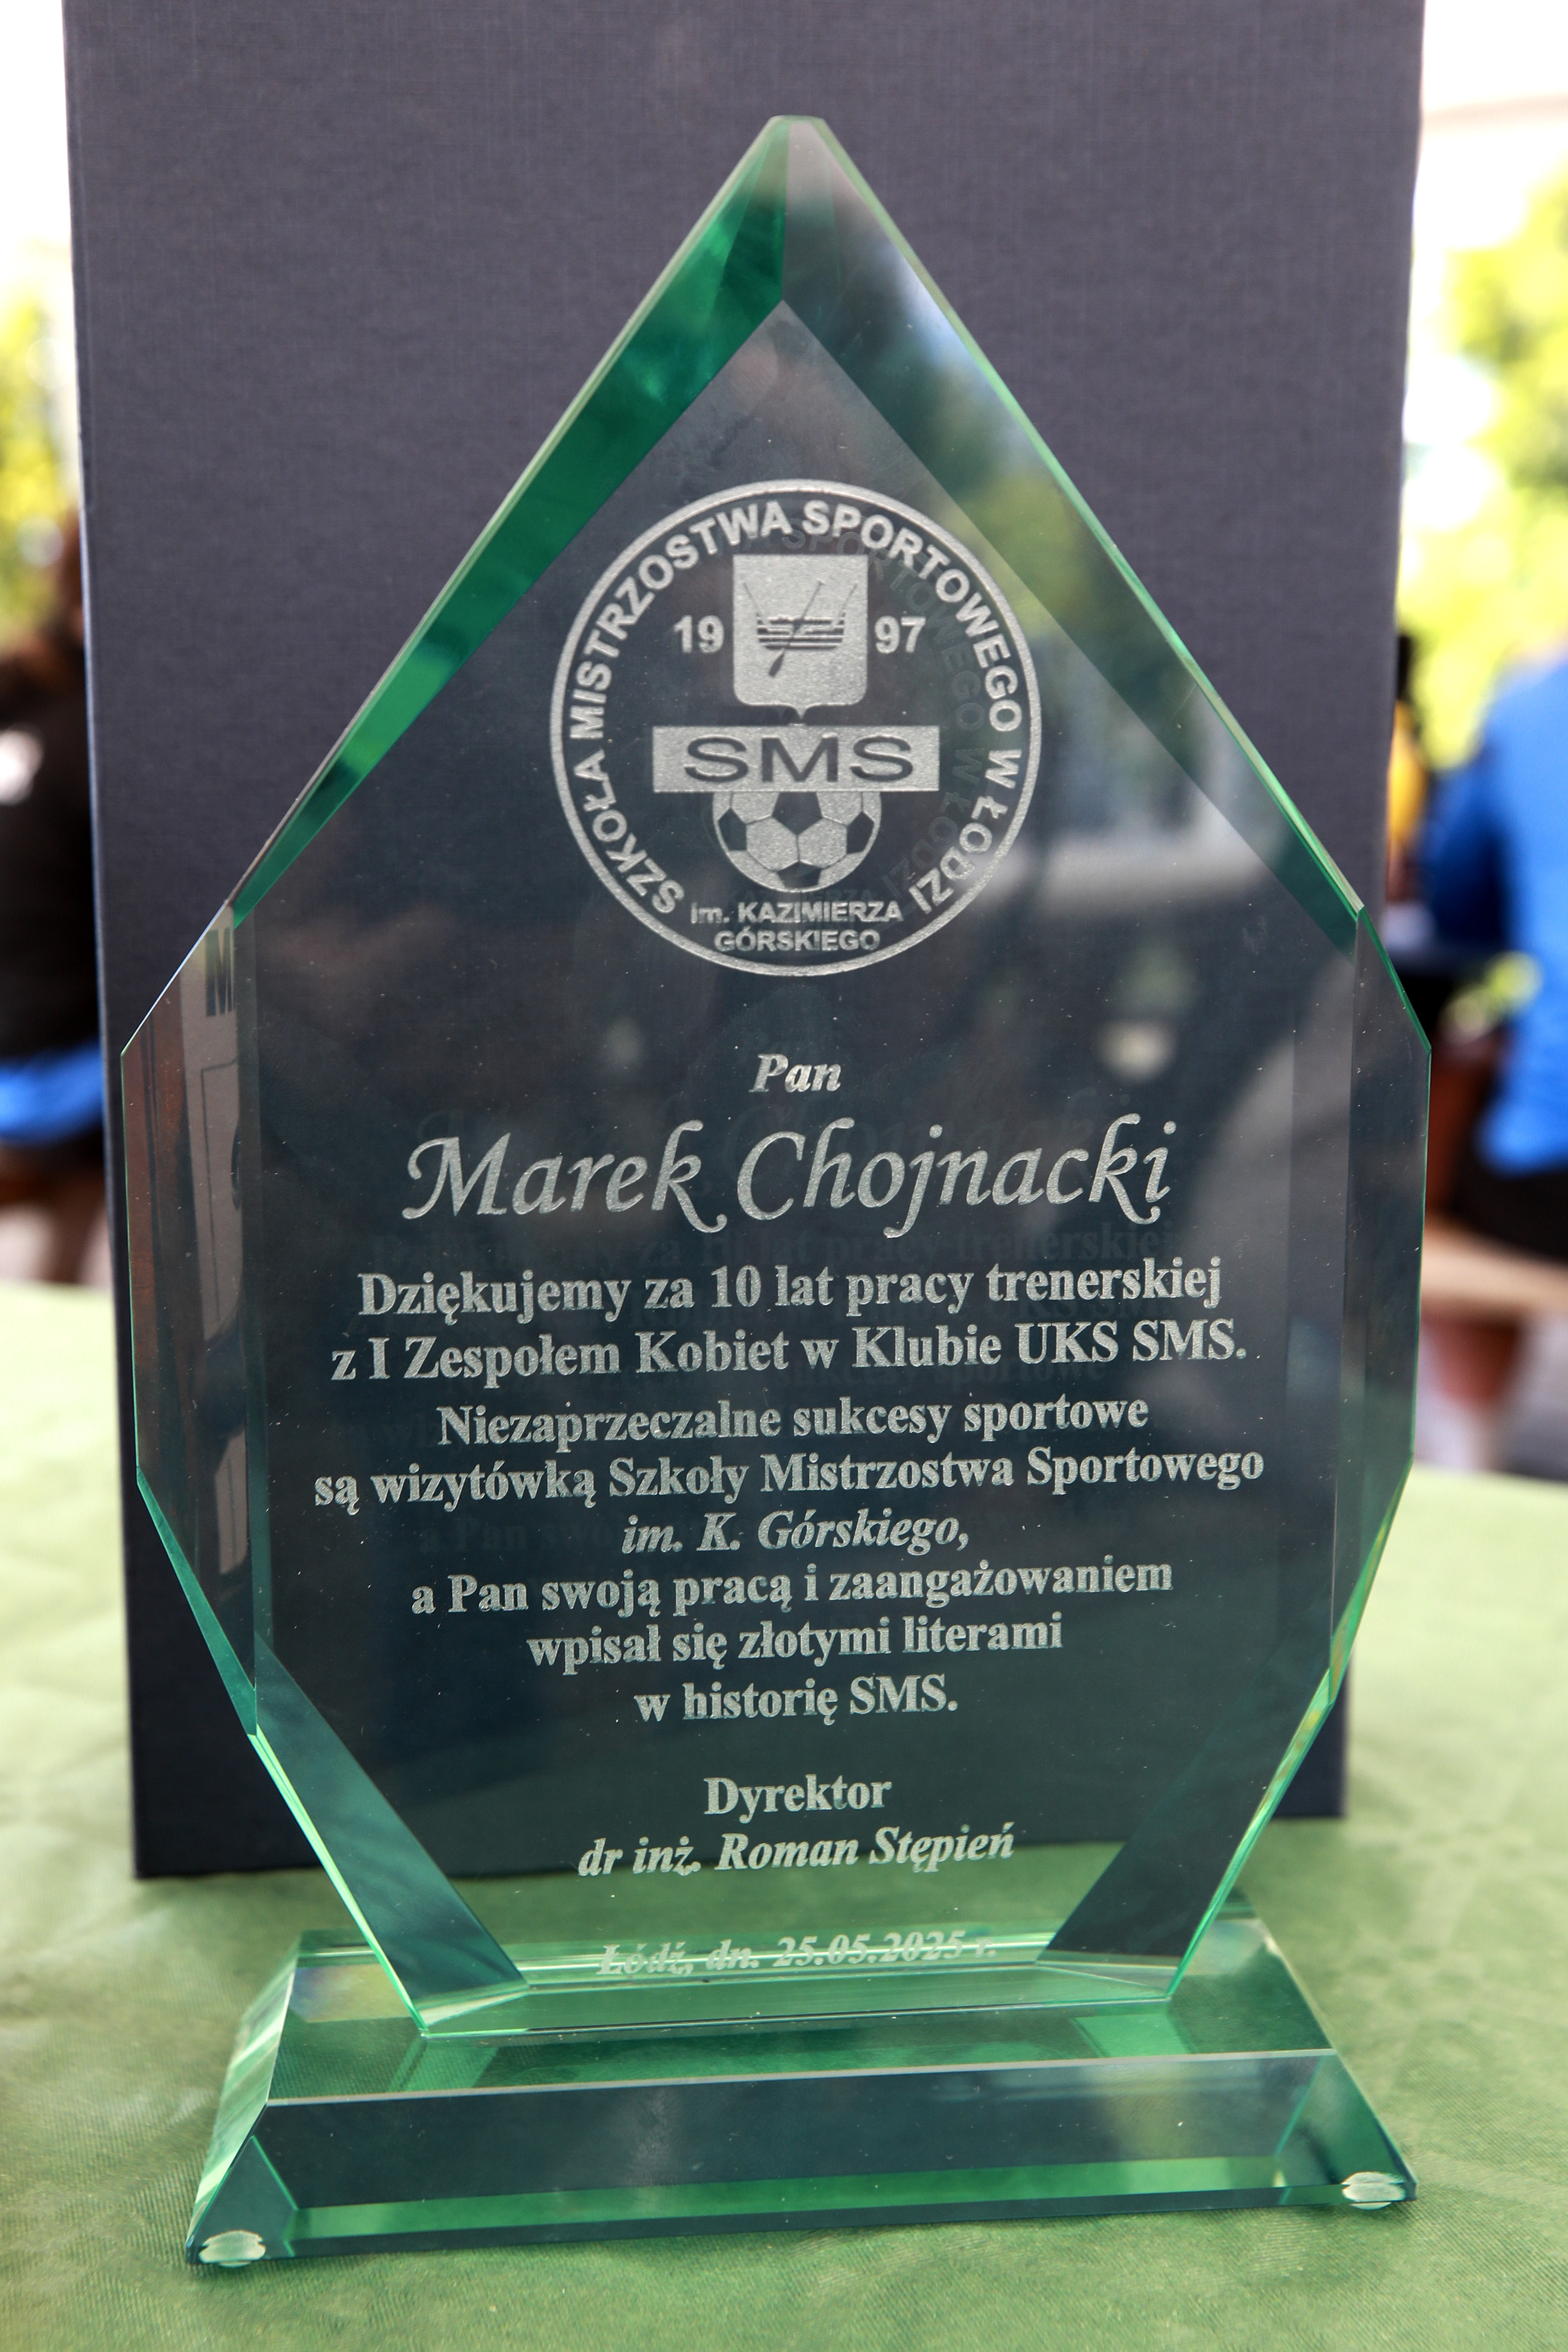 SZKOŁA MISTRZOSTWA SPORTOWEGO W ŁODZI
19 97
SMS
im. KAZIMIERZA
GÓRSKIEGO
Pan
Marek Chojnacki
Dziękujemy za 10 lat pracy trenerskiej
z I Zespołem Kobiet w Klubie UKS SMS.
Niezaprzeczalne sukcesy sportowe
są wizytówką Szkoły Mistrzostwa Sportowego
im. K. Górskiego,
a Pan swoją pracą i zaangażowaniem
wpisał się złotymi literami
w historię SMS.
Dyrektor
dr inż. Roman Stępień
Łódź, dn. 25.05.2025 r.